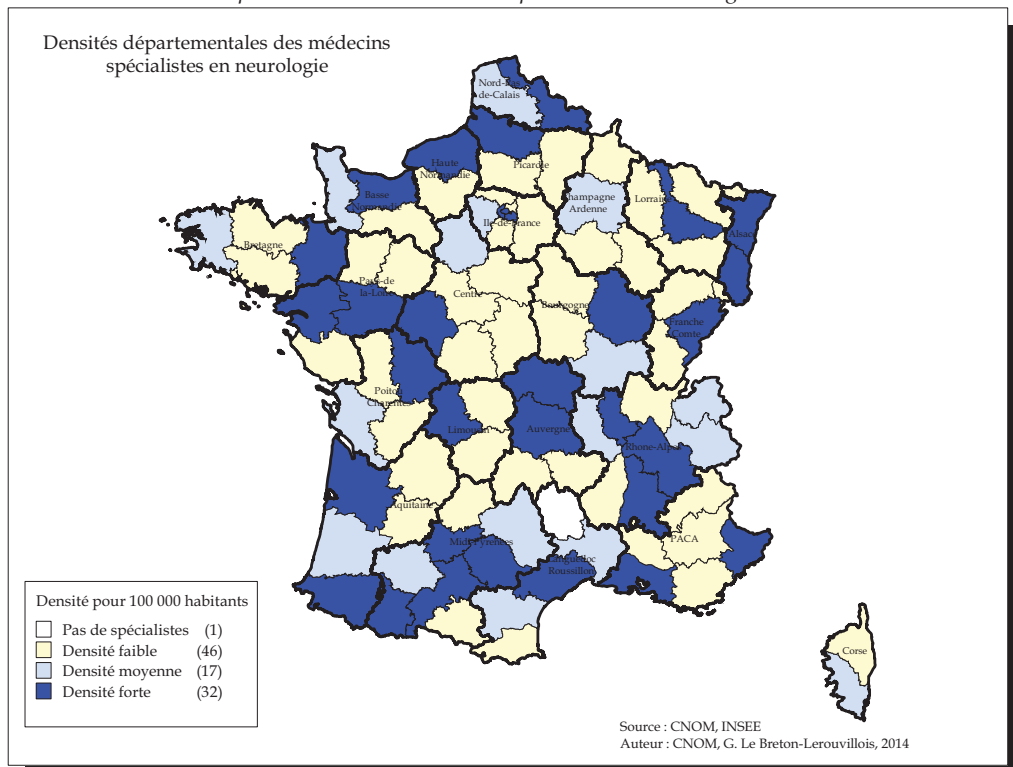 Densités départementales des médecins
spécialistes en neurologie
Nord-Pas
de-Calais
Haute
Normandie
Picardie
Basse
Normandie
Champagne
Ardenne
Lorraine
Ile-de-France
Alsace
Bretagne
Pays-de
la-Loire
Centre
Bourgogne
Franche
Comte
Poitou
Charentes
Limousin
Auvergne
Rhone-Alpes
Aquitaine
Midi-Pyrenees
PACA
Languedoc
Roussillon
Corse
Densité pour 100 000 habitants
Pas de spécialistes (1)
Densité faible (46)
Densité moyenne (17)
Densité forte (32)
Source : CNOM, INSEE
Auteur : CNOM, G. Le Breton-Lerouvillois, 2014